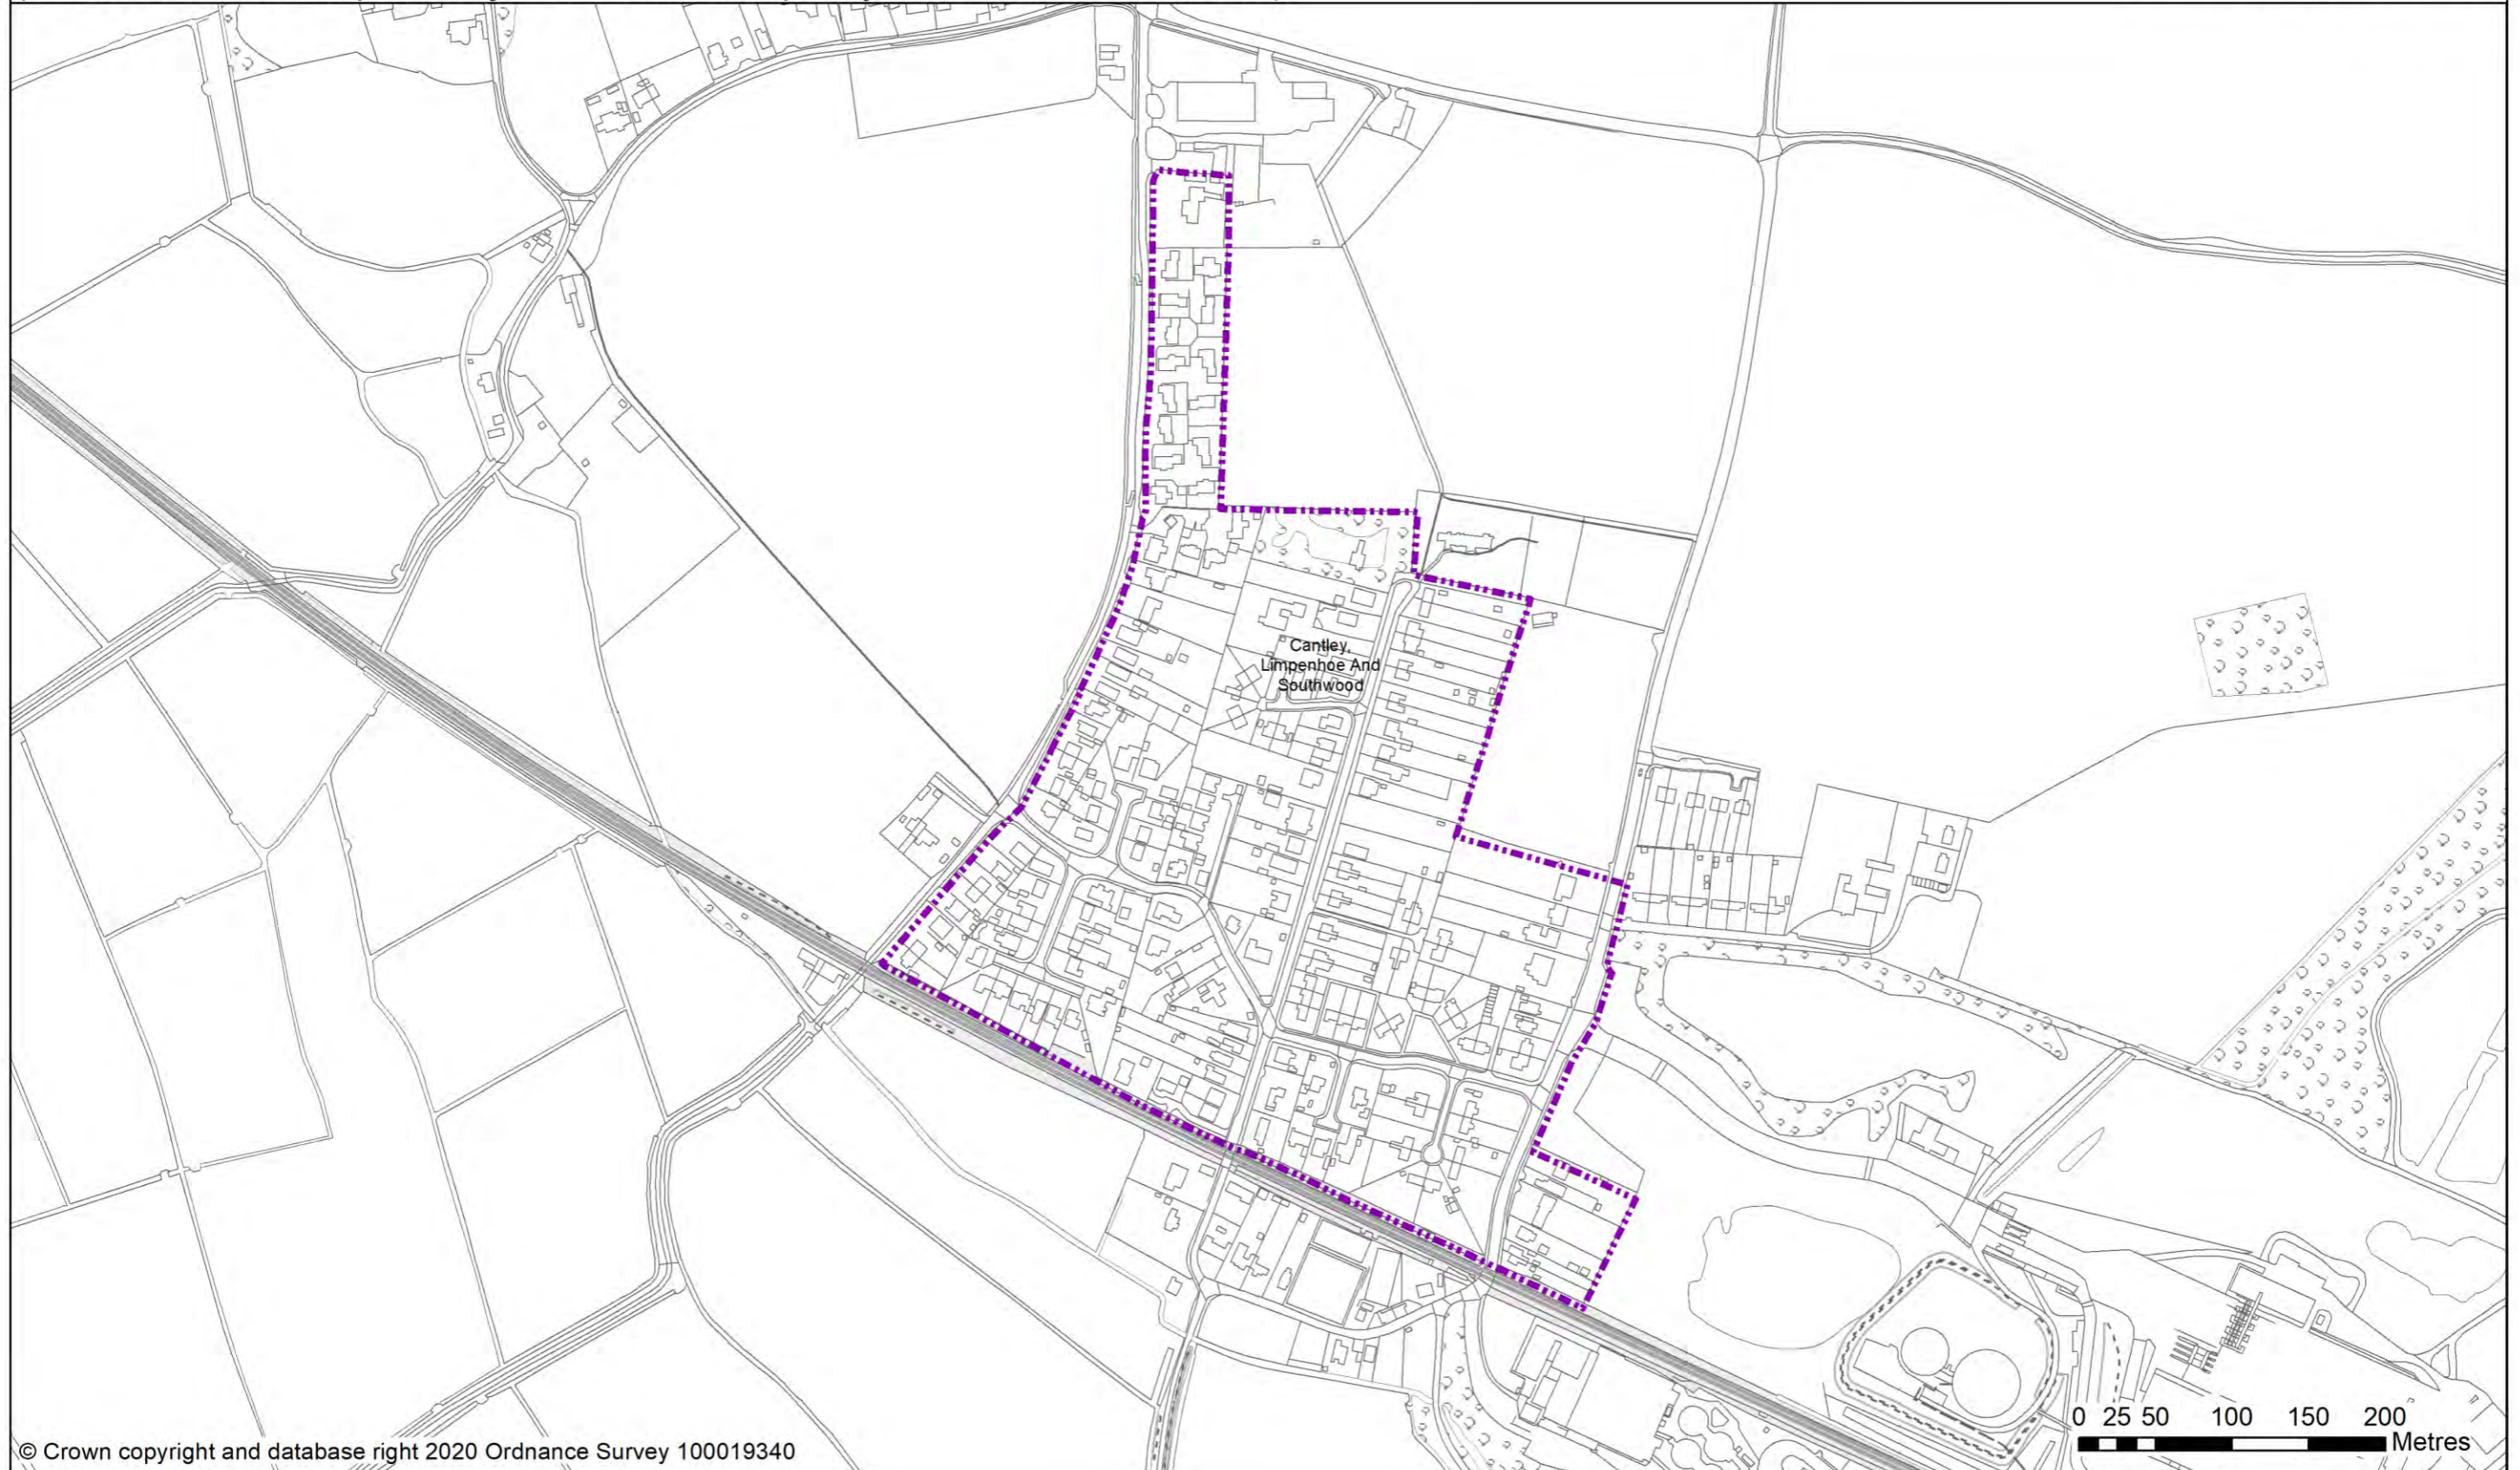 Cantley,
Limpenhoe And
Southwood
0 25 50 100 150 200
Metres
© Crown copyright and database right 2020 Ordnance Survey 100019340